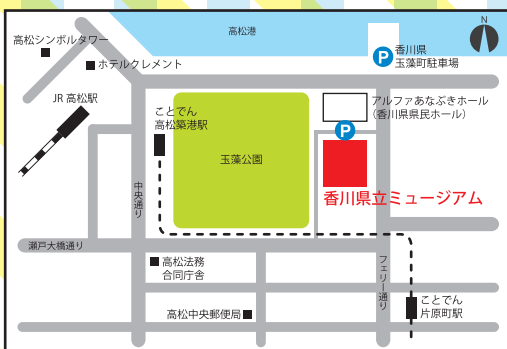 高松港
N
高松シンボルタワー
ホテルクレメント
P
香川県
玉藻町駐車場
JR 高松駅
ことでん
高松築港駅
アルファあなぶきホール
(香川県県民ホール)
P
玉藻公園
香川県立ミュージアム
中央通り
瀬戸大橋通り
高松法務
合同庁舎
フェリー通り
高松中央郵便局
ことでん
片原町駅